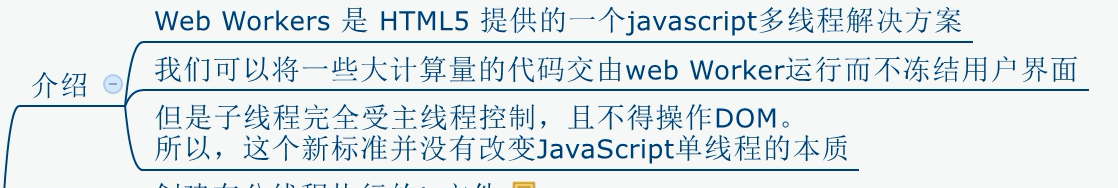 Web Workers 是 HTML5 提供的一个javascript多线程解决方案
介绍
我们可以将一些大计算量的代码交由web Worker运行而不冻结用户界面
但是子线程完全受主线程控制，且不得操作DOM。
所以，这个新标准并没有改变JavaScript单线程的本质